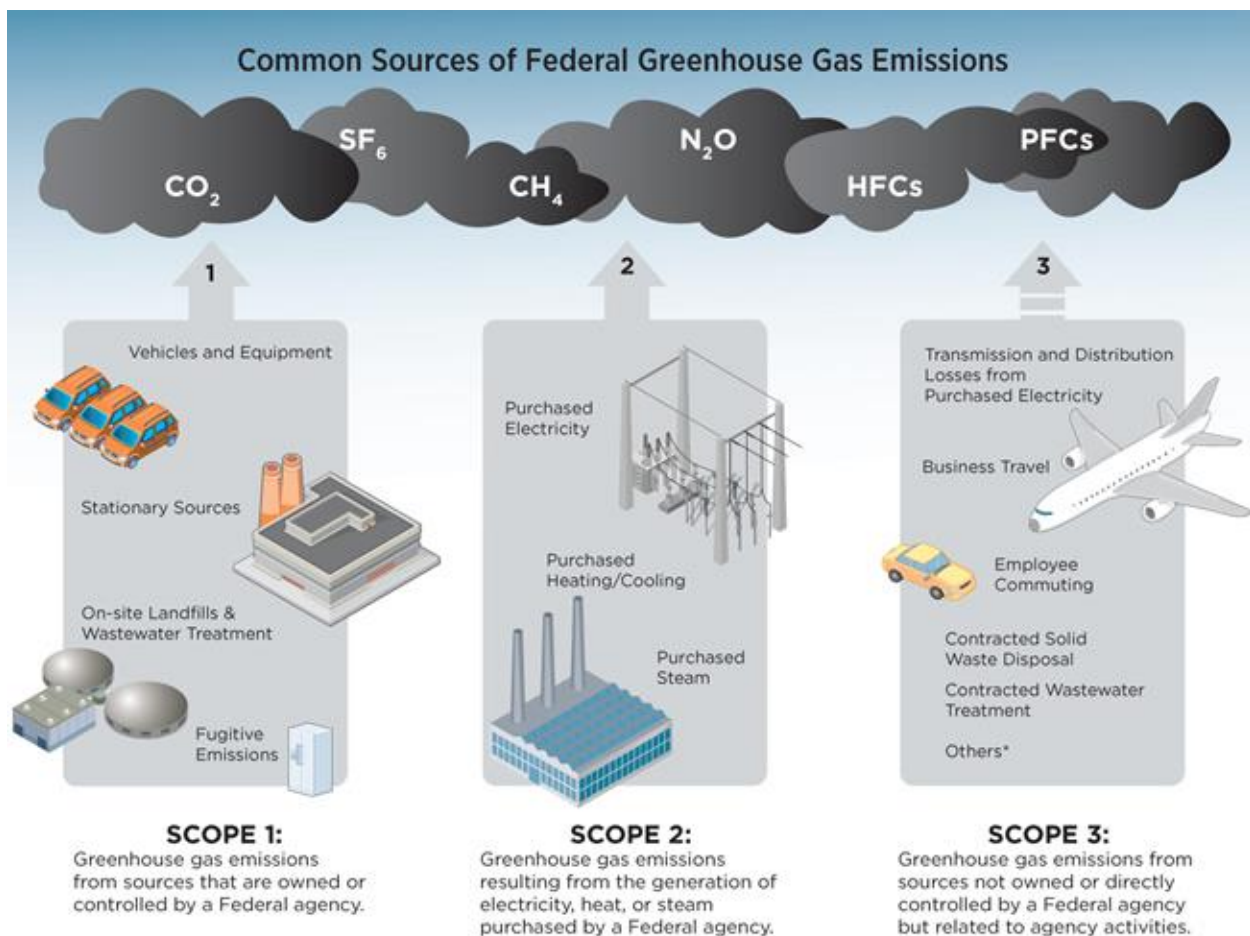 Common Sources of Federal Greenhouse Gas Emissions
CO₂
SF₆
CH₄
N₂O
HFCs
PFCs
1
Vehicles and Equipment
Stationary Sources
On-site Landfills &
Wastewater Treatment
Fugitive
Emissions
SCOPE 1:
Greenhouse gas emissions
from sources that are owned or
controlled by a Federal agency.
2
Purchased
Electricity
Purchased
Heating/Cooling
Purchased
Steam
SCOPE 2:
Greenhouse gas emissions
resulting from the generation of
electricity, heat, or steam
purchased by a Federal agency.
3
Transmission and Distribution
Losses from
Purchased Electricity
Business Travel
Employee
Commuting
Contracted Solid
Waste Disposal
Contracted Wastewater
Treatment
Others*
SCOPE 3:
Greenhouse gas emissions from
sources not owned or directly
controlled by a Federal agency
but related to agency activities.